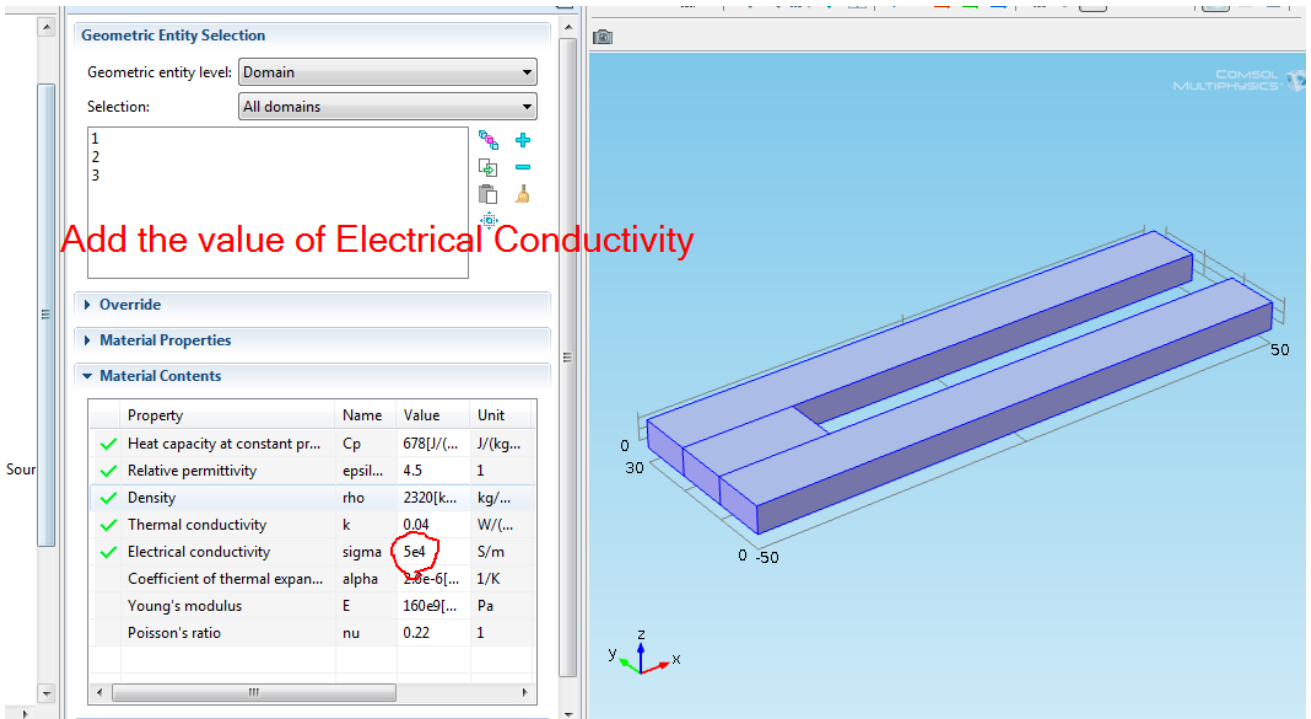 Geometric Entity Selection
Geometric entity level: Domain
Selection: All domains
1
2
3
Add the value of Electrical Conductivity
Override
Material Properties
Material Contents
Property Name Value Unit
Heat capacity at constant pr... Cp 678[J/(... J/(kg...
Relative permittivity epsil... 4.5 1
Density rho 2320[k... kg/...
Thermal conductivity k 0.04 W/(...
Electrical conductivity sigma 5e4 S/m
Coefficient of thermal expan... alpha 2.6e-6[... 1/K
Young's modulus E 160e9[... Pa
Poisson's ratio nu 0.22 1
Sour
COMSOL
MULTIPHYSICS
50
0
30
0 -50
z
y x